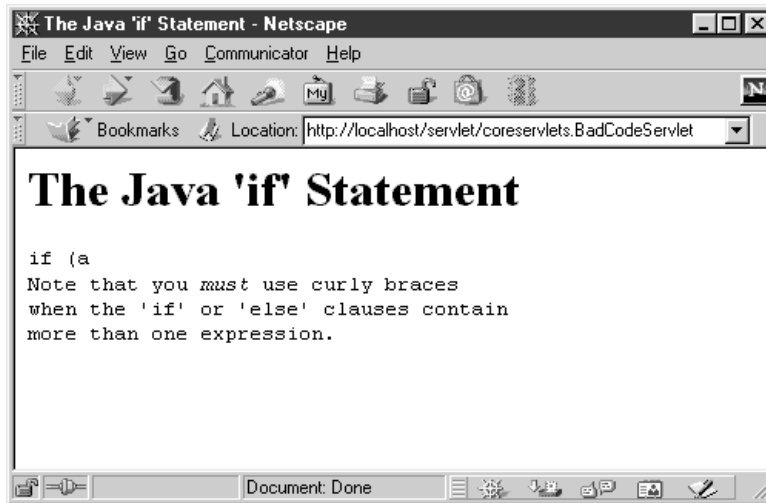 The Java 'if' Statement - Netscape
File Edit View Go Communicator Help
My N
Bookmarks Location: http://localhost/servlet/coreservlets.BadCodeServlet
The Java 'if' Statement
if (a
Note that you must use curly braces
when the 'if' or 'else' clauses contain
more than one expression.
Document: Done